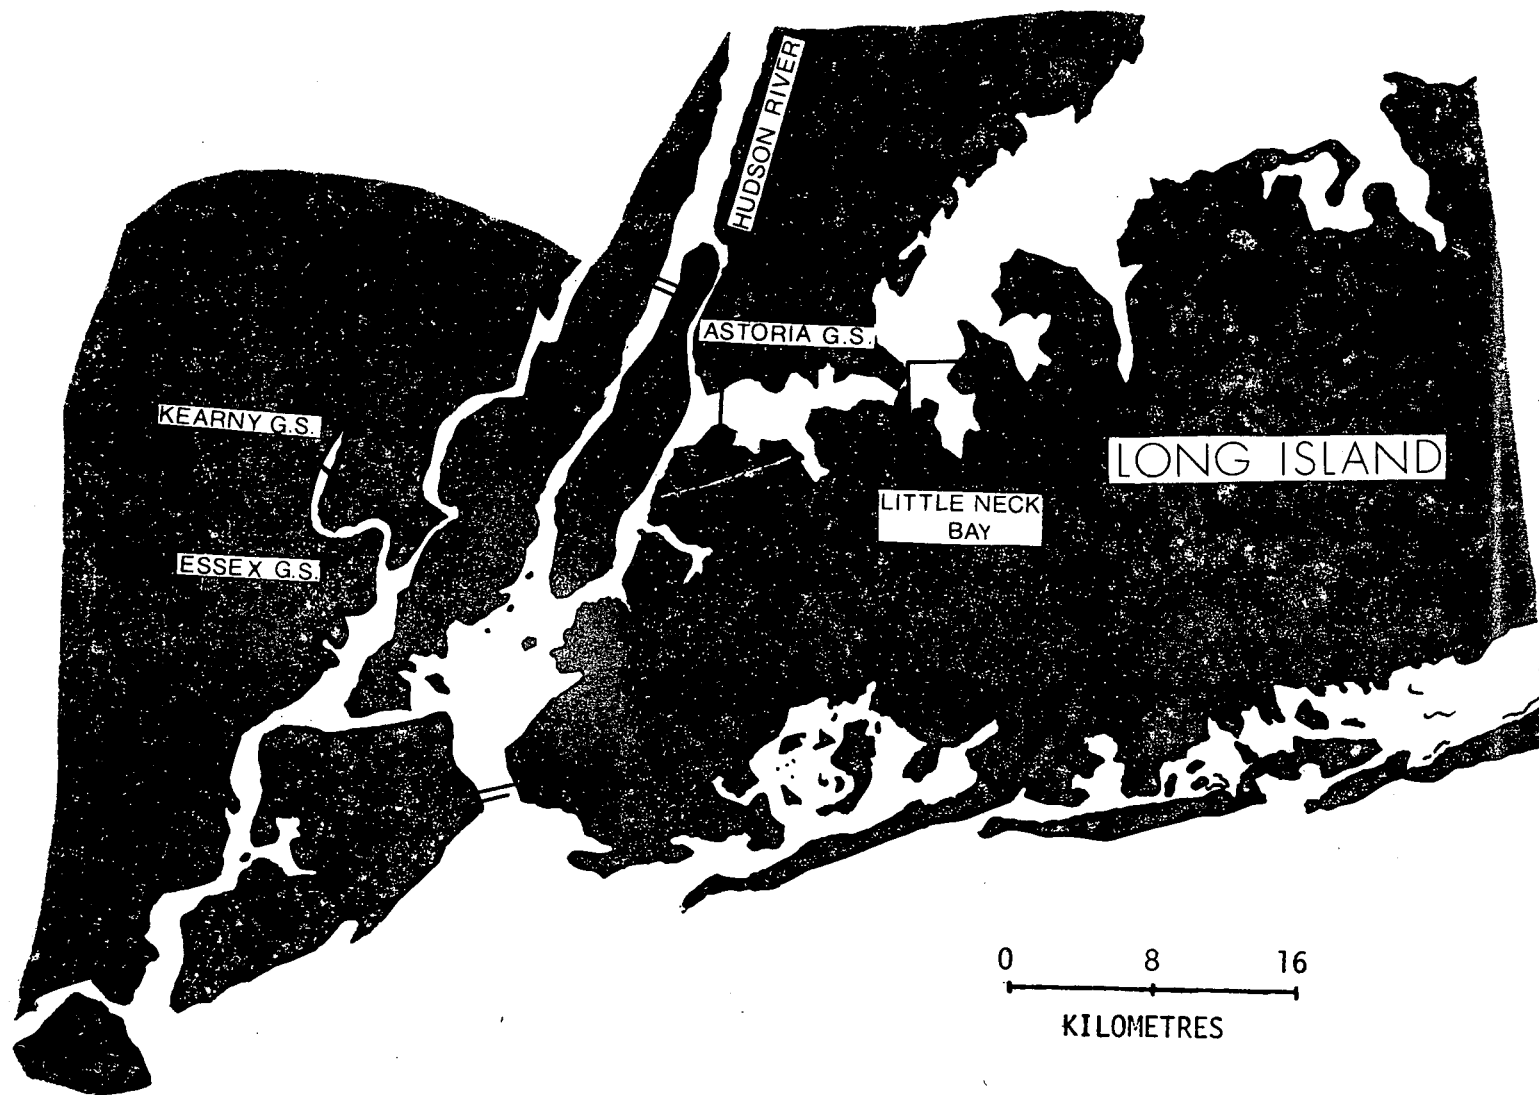 HUDSON RIVER
ASTORIA G.S.
KEARNY G.S.
LONG ISLAND
LITTLE NECK
BAY
ESSEX G.S.
0 8 16
KILOMETRES